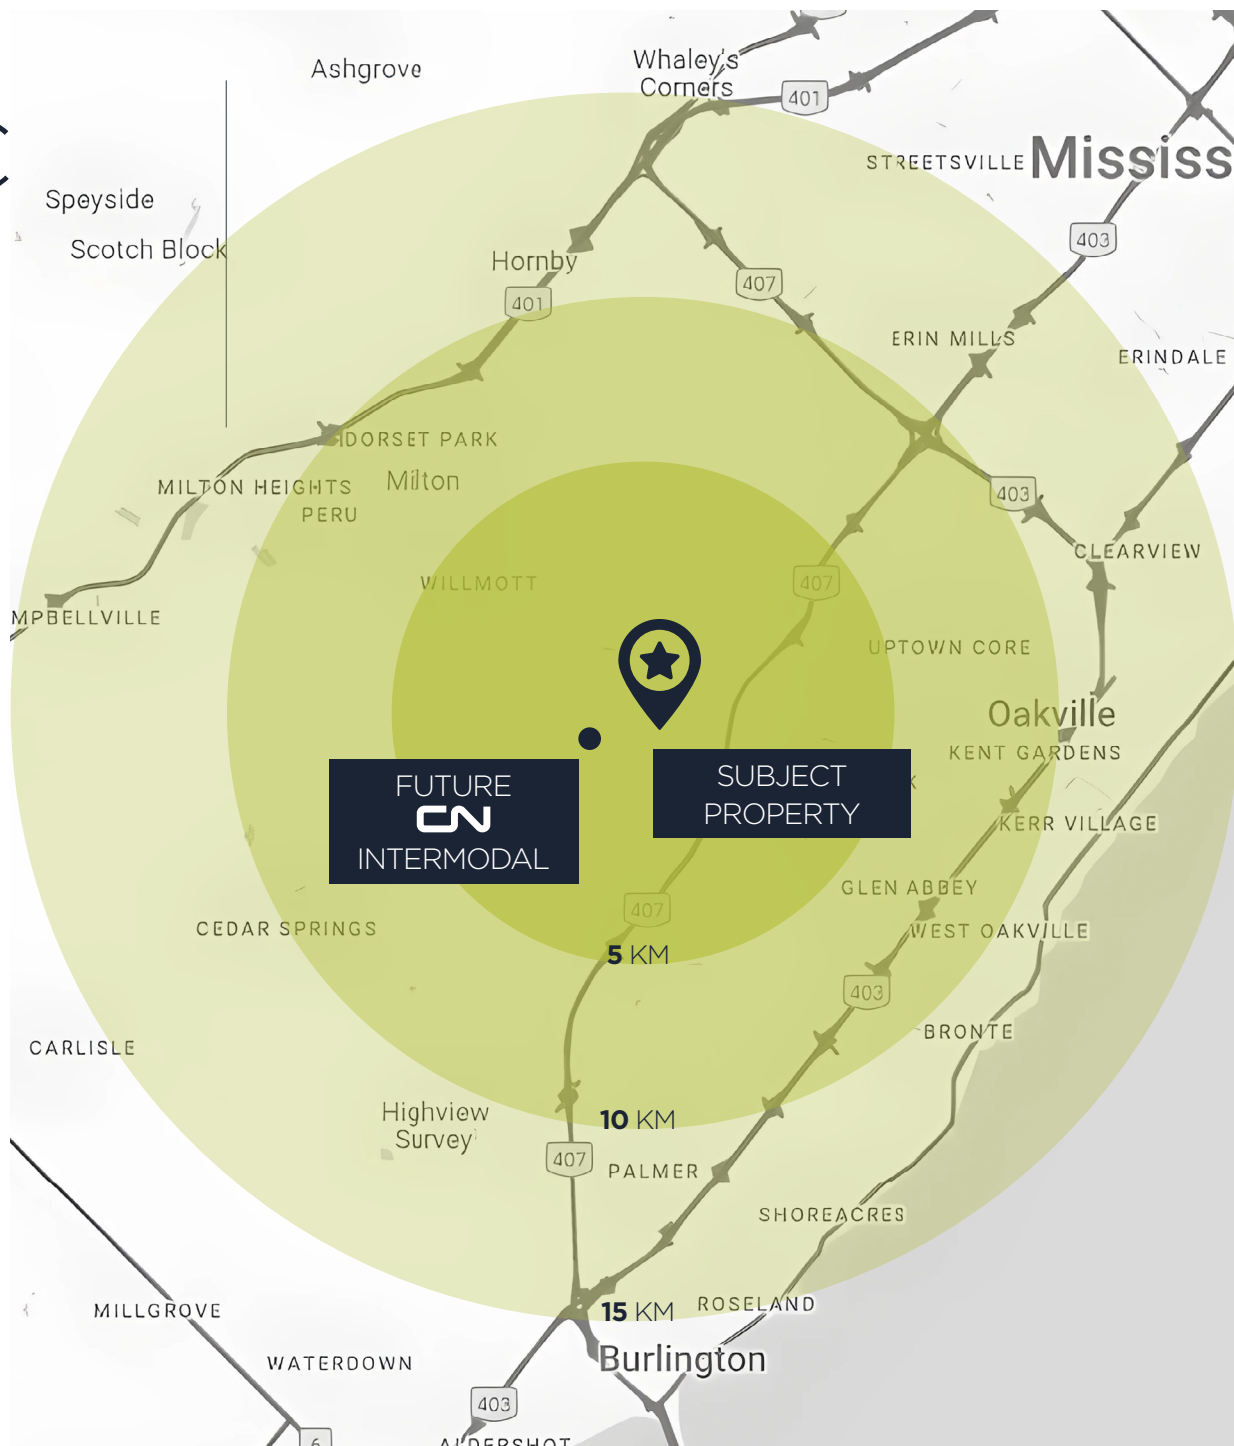 Ashgrove
Whaley's
Corners
401
STREETSVILLE
Mississ
Speyside
Scotch Block
403
Hornby
407
401
ERIN MILLS
ERINDALE
DORSET PARK
Milton
MILTON HEIGHTS
403
PERU
CLEARVIEW
WILLMOTT
407
MPBELLVILLE
UPTOWN CORE
Oakville
KENT GARDENS
SUBJECT
PROPERTY
FUTURE
CN
INTERMODAL
KERR VILLAGE
GLEN ABBEY
407
CEDAR SPRINGS
WEST OAKVILLE
5 KM
403
BRONTE
CARLISLE
Highview
Survey
10 KM
407
PALMER
SHOREACRES
MILLGROVE
15 KM
ROSELAND
WATERDOWN
Burlington
403
6
ALDERSHOT